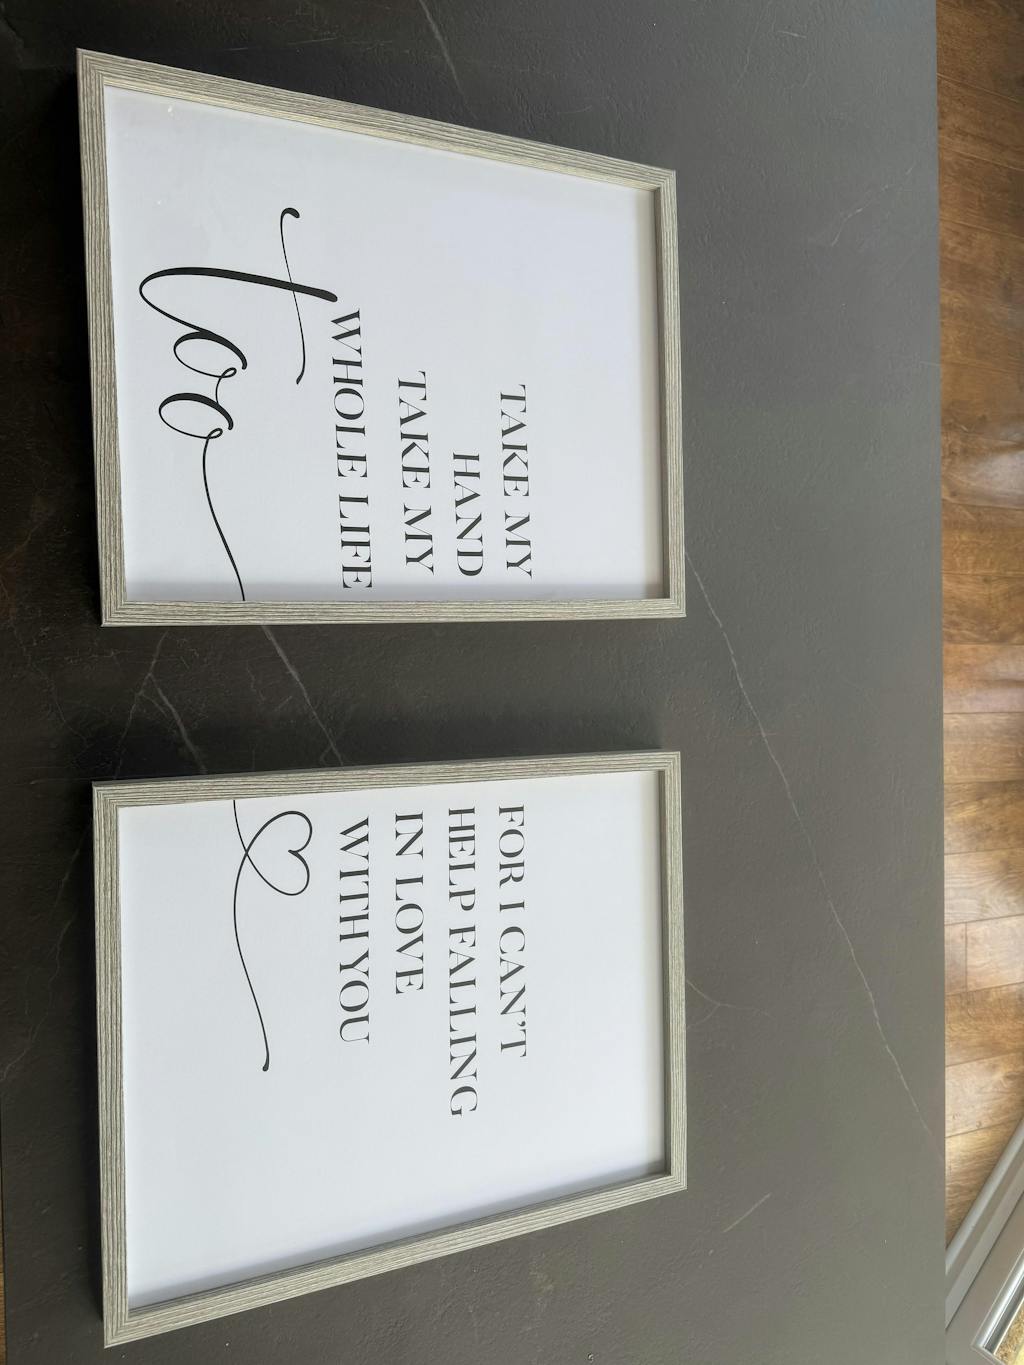 TAKE MY
HAND
TAKE MY
WHOLE LIFE
too
FOR I CAN'T
HELP FALLING
IN LOVE
WITH YOU